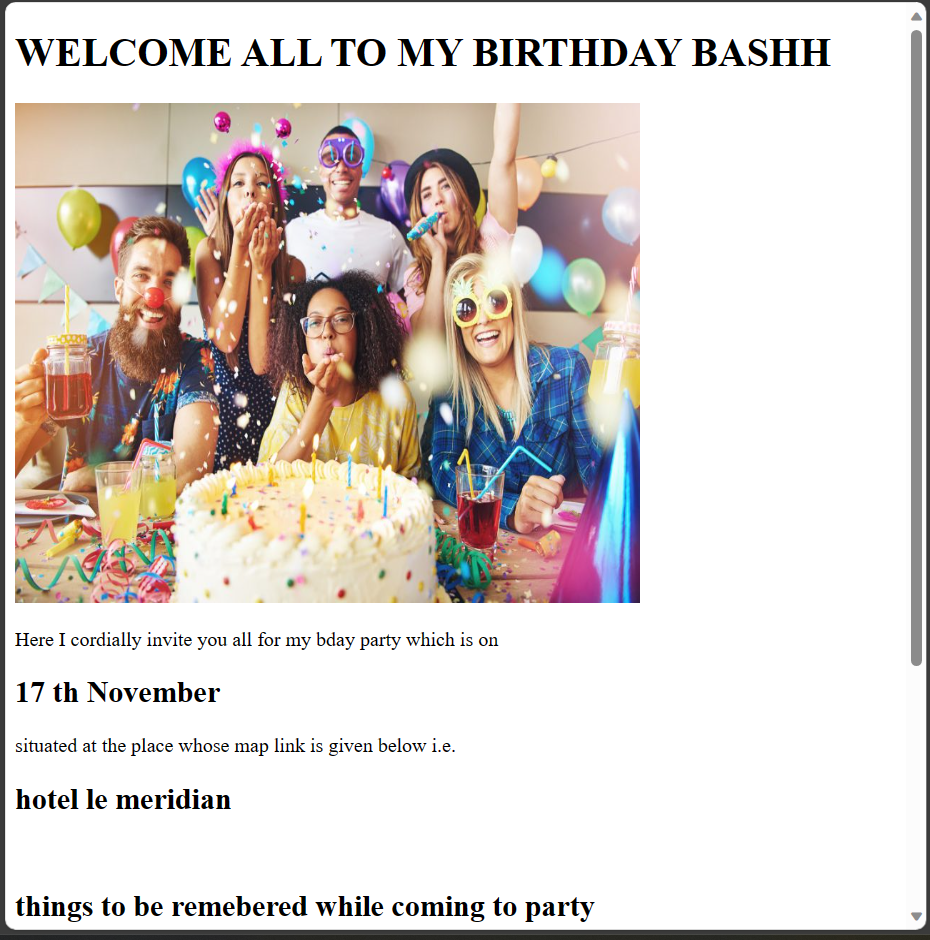 WELCOME ALL TO MY BIRTHDAY BASHH
Here I cordially invite you all for my bday party which is on
17 th November
situated at the place whose map link is given below i.e.
hotel le meridian
things to be remebered while coming to party